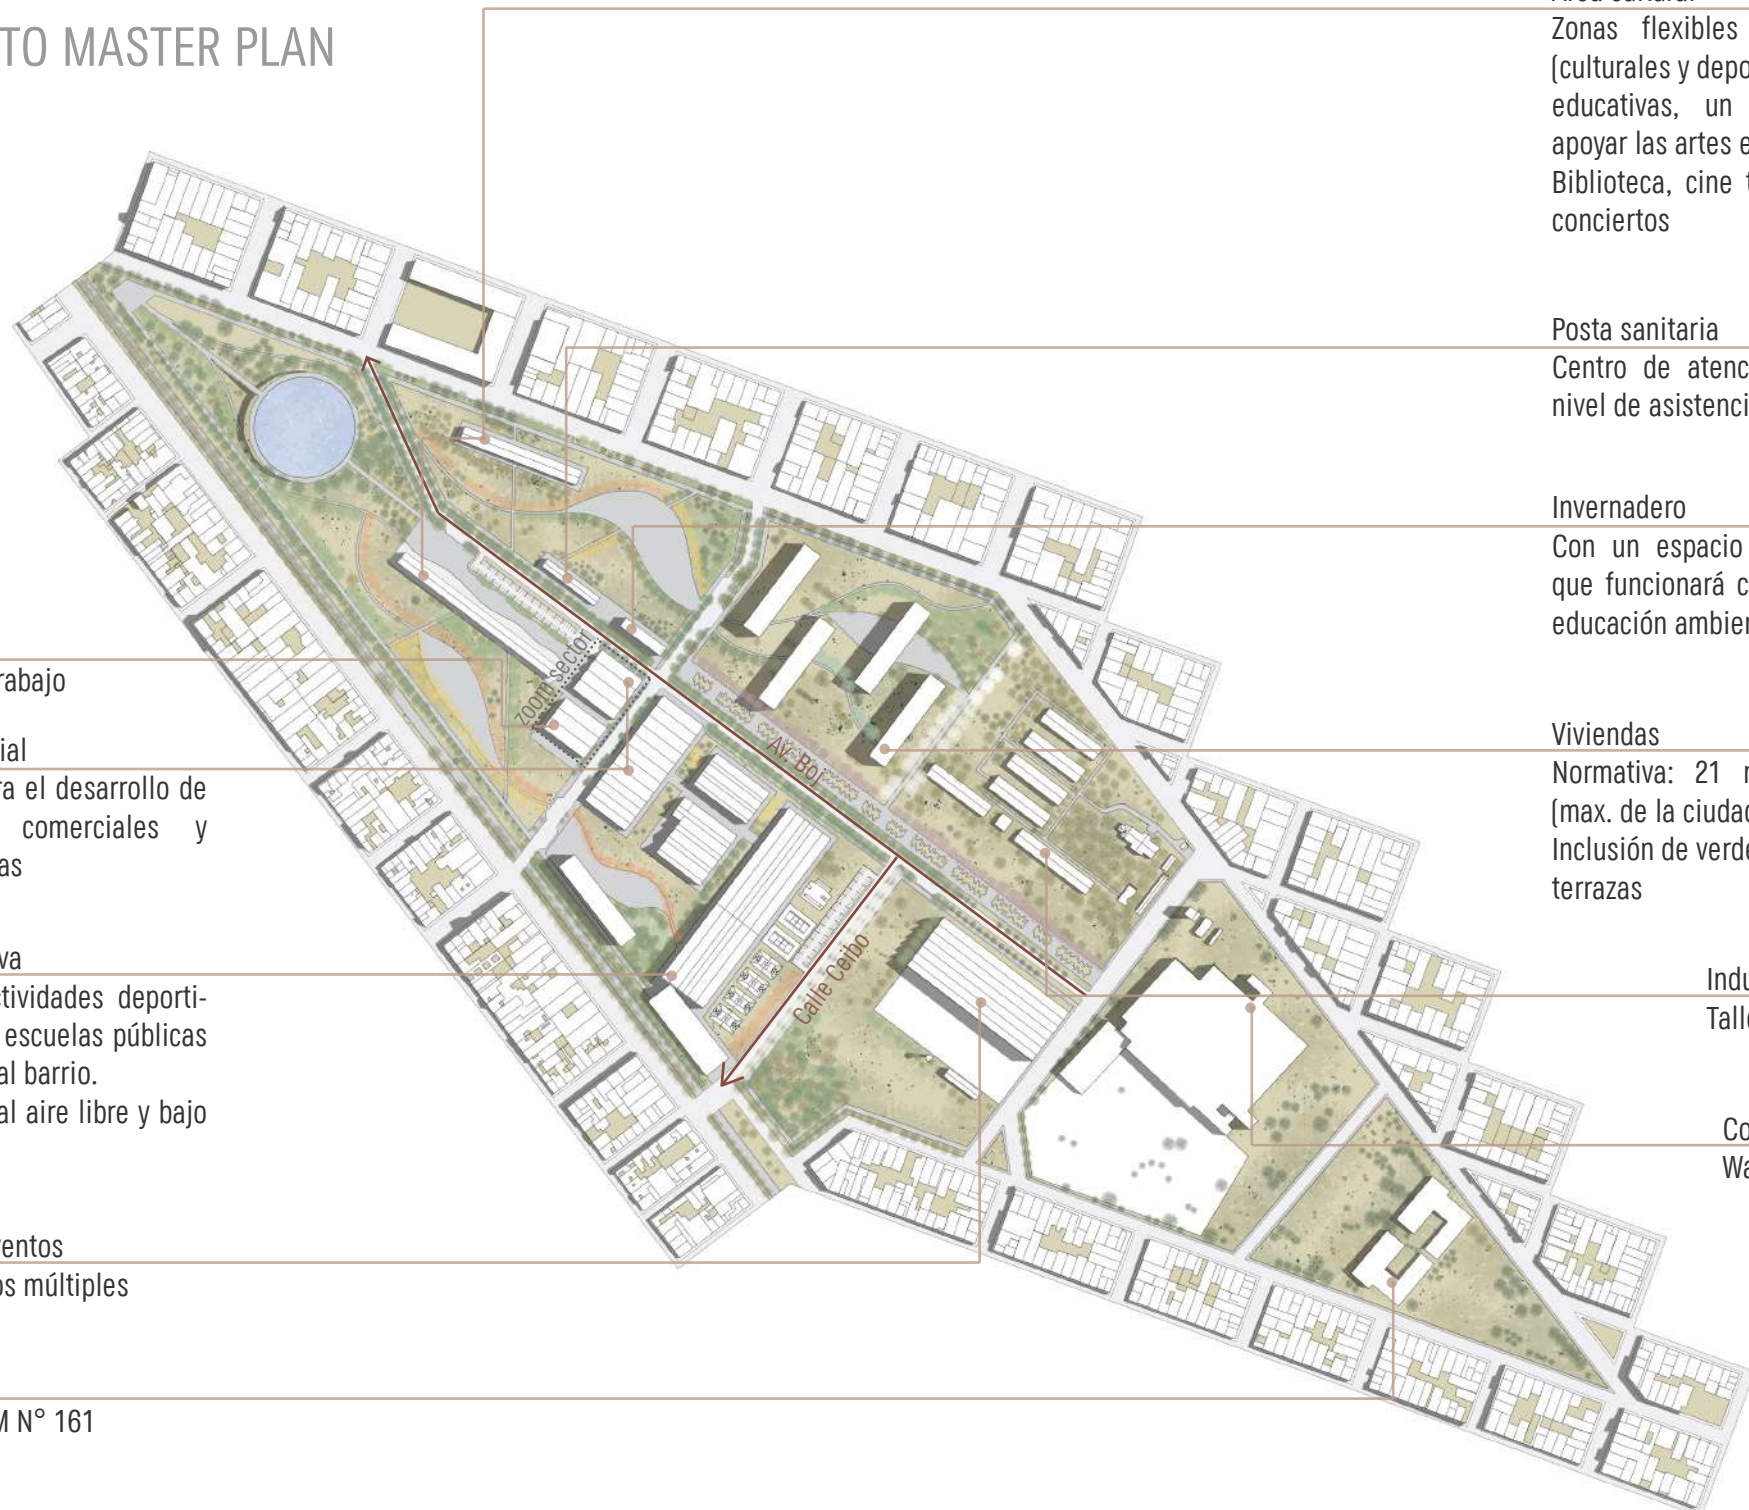 TO MASTER PLAN
Zonas flexibles
(culturales y depo
educativas, un
apoyar las artes e
Biblioteca, cine t
conciertos
Posta sanitaria
Centro de atenc
nivel de asistenci
Invernadero
Con un espacio
que funcionará c
educación ambier
Viviendas
Normativa: 21 r
(max. de la ciudad
Inclusión de verde
terrazas
Indu
Talle
Co
Wa
rabajo
ial
ra el desarrollo de
comerciales y
as
va
ctividades deporti-
escuelas públicas
al barrio.
al aire libre y bajo
entos
os múltiples
M N° 161
zoom sector
Av. Boj
Calle Ceibo